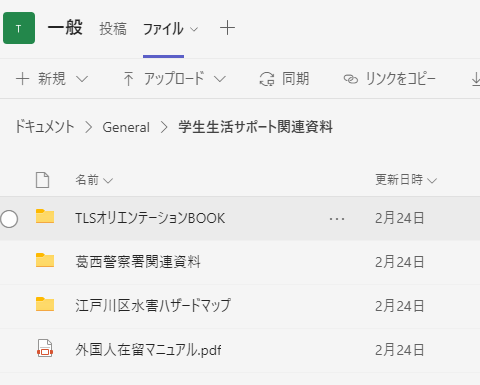 T 一般 投稿 ファイル
新規 アップロード 同期 リンクをコピー
ドキュメント General 学生生活サポート関連資料
名前 更新日時
TLSオリエンテーションBOOK 2月24日
葛西警察署関連資料 2月24日
江戸川区水害ハザードマップ 2月24日
外国人在留マニュアル.pdf 2月24日